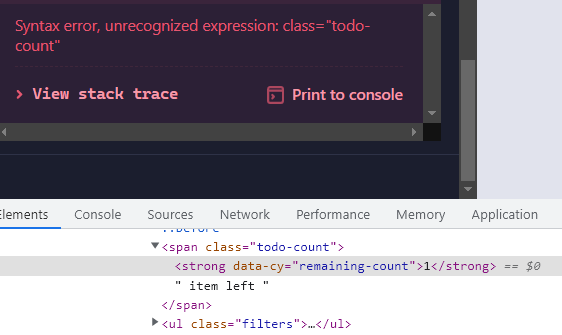 Syntax error, unrecognized expression: class="todo-
count"
> View stack trace
Print to console
Elements Console Sources Network Performance Memory Application
::before
<span class="todo-count">
<strong data-cy="remaining-count">1</strong> == $0
" item left "
</span>
<ul class="filters">…</ul>